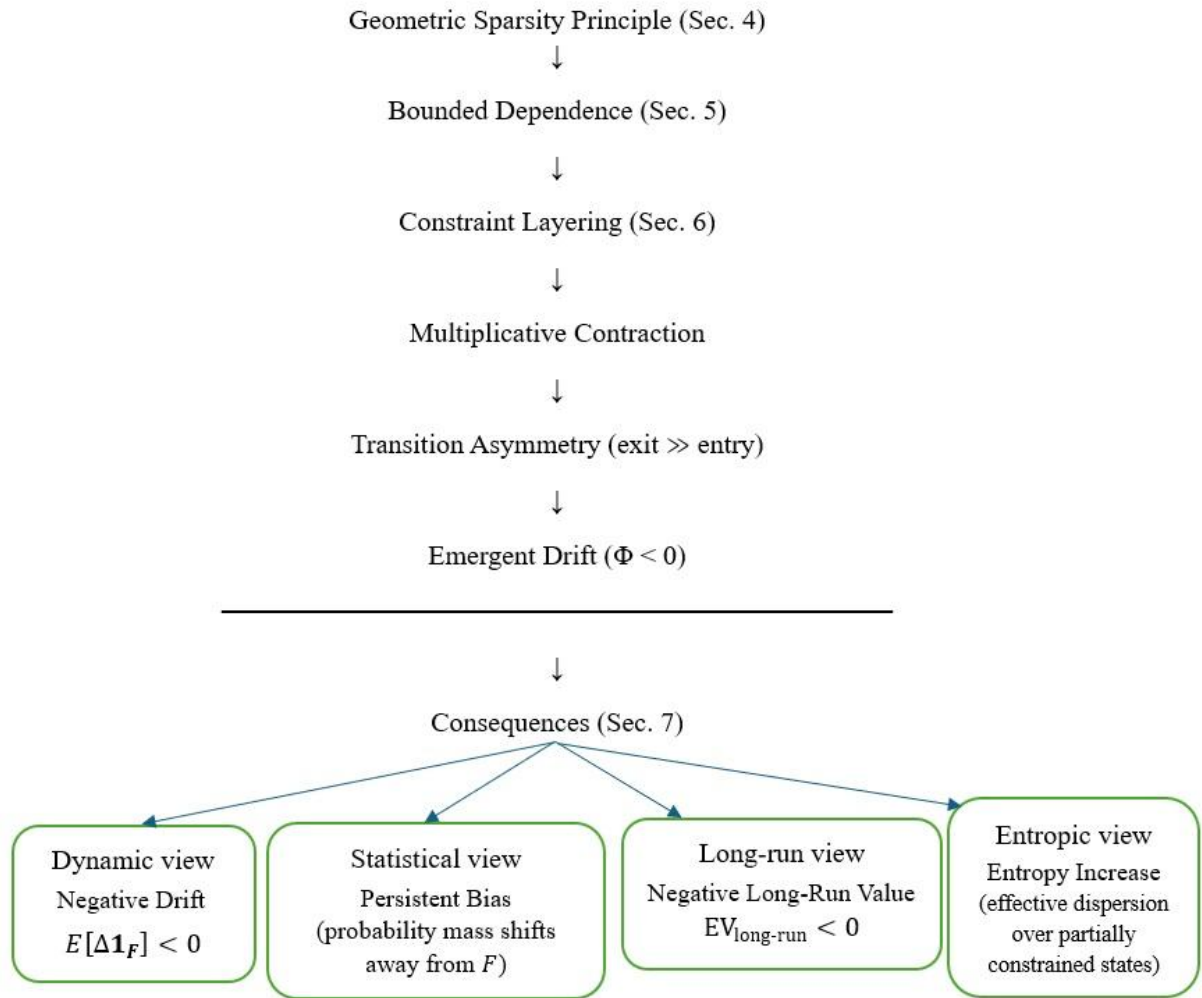 Geometric Sparsity Principle (Sec. 4)
↓
Bounded Dependence (Sec. 5)
↓
Constraint Layering (Sec. 6)
↓
Multiplicative Contraction
↓
Transition Asymmetry (exit ≫ entry)
↓
Emergent Drift (Φ < 0)
↓
Consequences (Sec. 7)
Dynamic view
Negative Drift
E[Δ1_F] < 0
Statistical view
Persistent Bias
(probability mass shifts
away from F)
Long-run view
Negative Long-Run Value
EV_long-run < 0
Entropic view
Entropy Increase
(effective dispersion
over partially
constrained states)